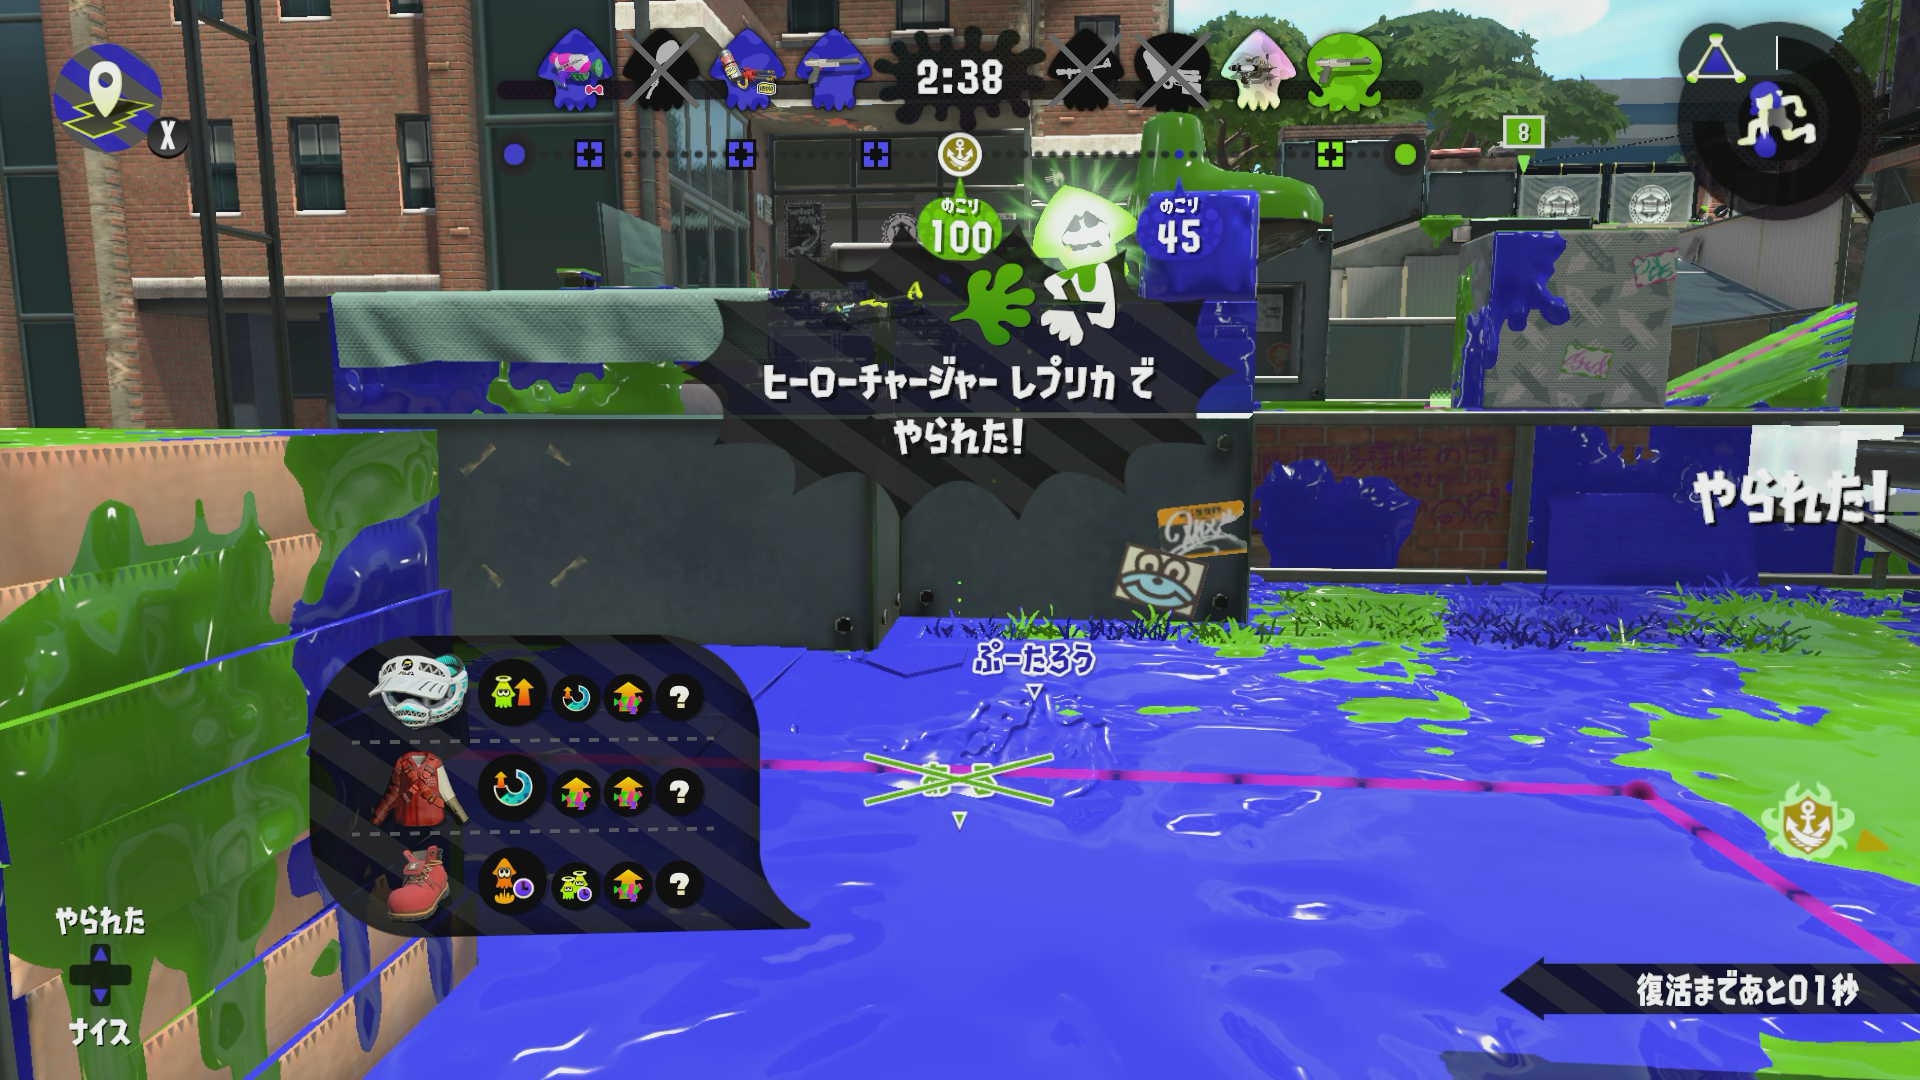 2:38
X
8
のこり
100
のこり
45
A
ヒーローチャージャー レプリカ で
やられた!
やられた!
ぷーたろう
?
?
?
やられた
ナイス
復活まであと01秒